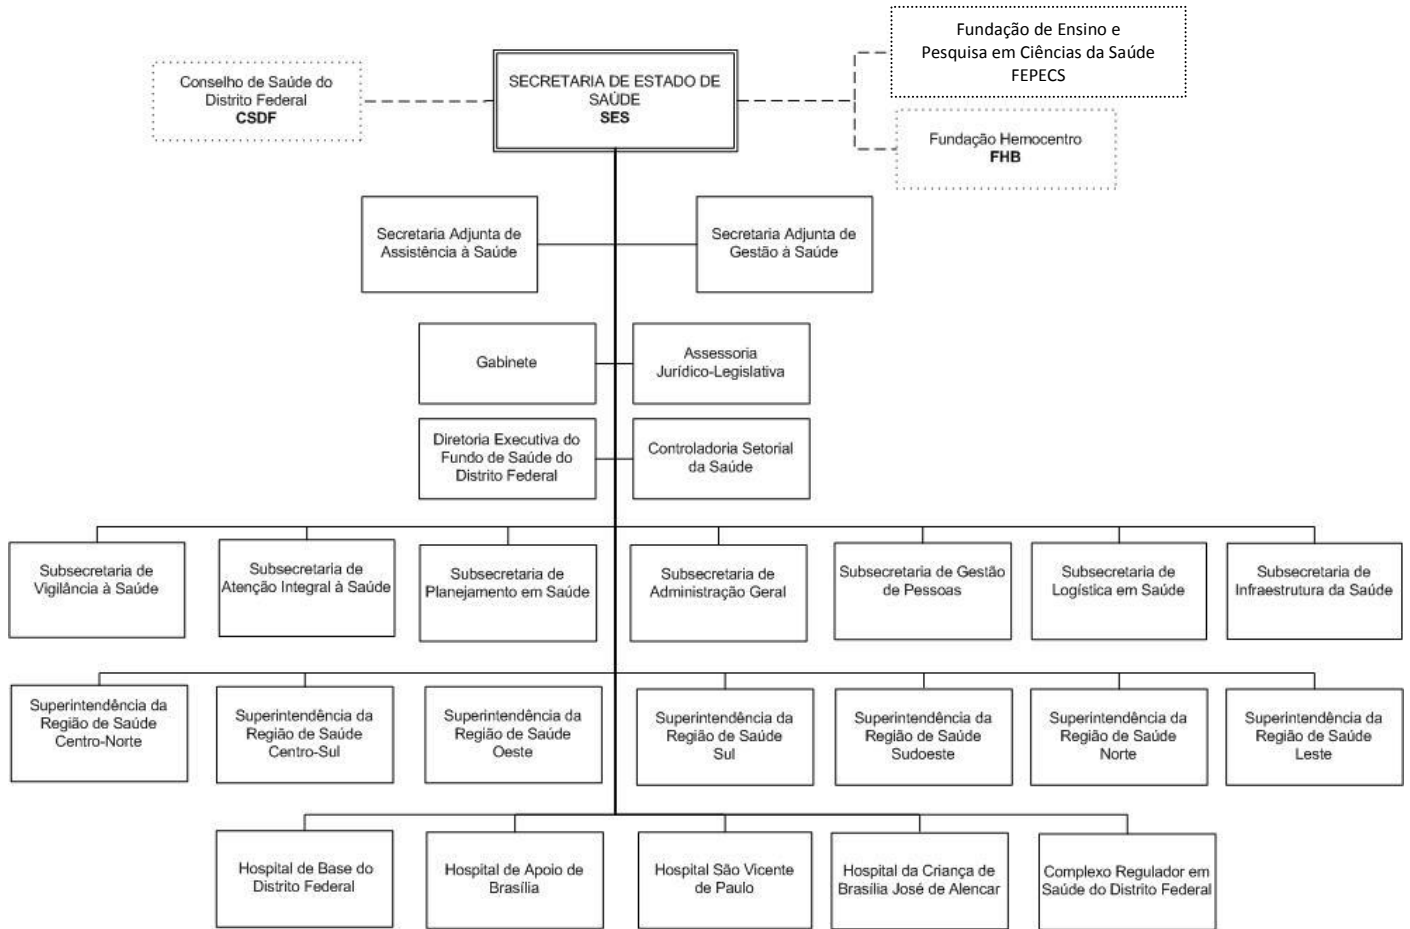 Fundação de Ensino e
Pesquisa em Ciências da Saúde
FEPECS
Conselho de Saúde do
Distrito Federal
CSDF
SECRETARIA DE ESTADO DE
SAÚDE
SES
Fundação Hemocentro
FHB
Secretaria Adjunta de
Assistência à Saúde
Secretaria Adjunta de
Gestão à Saúde
Gabinete
Assessoria
Jurídico-Legislativa
Diretoria Executiva do
Fundo de Saúde do
Distrito Federal
Controladoria Setorial
da Saúde
Subsecretaria de
Vigilância à Saúde
Subsecretaria de
Atenção Integral à Saúde
Subsecretaria de
Planejamento em Saúde
Subsecretaria de
Administração Geral
Subsecretaria de Gestão
de Pessoas
Subsecretaria de
Logística em Saúde
Subsecretaria de
Infraestrutura da Saúde
Superintendência da
Região de Saúde
Centro-Norte
Superintendência da
Região de Saúde
Centro-Sul
Superintendência da
Região de Saúde
Oeste
Superintendência da
Região de Saúde
Sul
Superintendência da
Região de Saúde
Sudoeste
Superintendência da
Região de Saúde
Norte
Superintendência da
Região de Saúde
Leste
Hospital de Base do
Distrito Federal
Hospital de Apoio de
Brasília
Hospital São Vicente
de Paulo
Hospital da Criança de
Brasília José de Alencar
Complexo Regulador em
Saúde do Distrito Federal